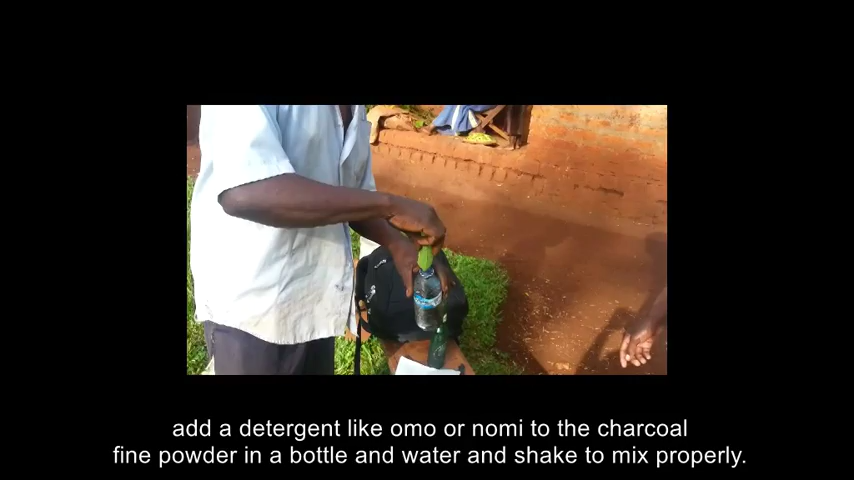 add a detergent like omo or nomi to the charcoal
fine powder in a bottle and water and shake to mix properly.